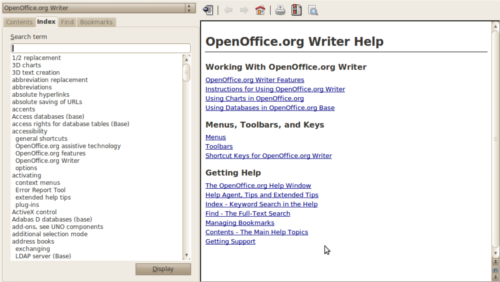 OpenOffice.org Writer
Contents
Index
Find
Bookmarks
Search term
1/2 replacement
3D charts
3D text creation
abbreviation replacement
abbreviations
absolute hyperlinks
absolute saving of URLs
accents
Access databases (base)
access rights for database tables (Base)
accessibility
general shortcuts
OpenOffice.org assistive technology
OpenOffice.org features
OpenOffice.org Writer
options
activating
context menus
Error Report Tool
extended help tips
plug-ins
ActiveX control
Adabas D databases (base)
add-ons, see UNO components
additional selection mode
address books
exchanging
LDAP server (Base)
Display
OpenOffice.org Writer Help
Working With OpenOffice.org Writer
OpenOffice.org Writer Features
Instructions for Using OpenOffice.org Writer
Using Charts in OpenOffice.org
Using Databases in OpenOffice.org Base
Menus, Toolbars, and Keys
Menus
Toolbars
Shortcut Keys for OpenOffice.org Writer
Getting Help
The OpenOffice.org Help Window
Help Agent, Tips and Extended Tips
Index - Keyword Search in the Help
Find - The Full-Text Search
Managing Bookmarks
Contents - The Main Help Topics
Getting Support